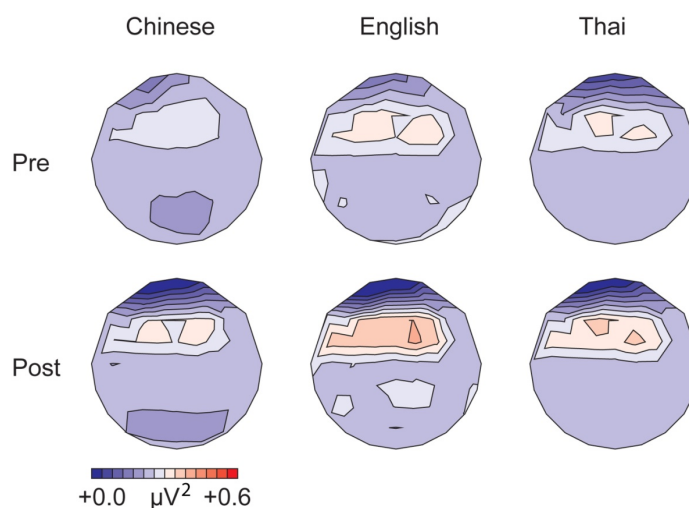 Chinese English Thai
Pre
Post
+0.0 μV² +0.6